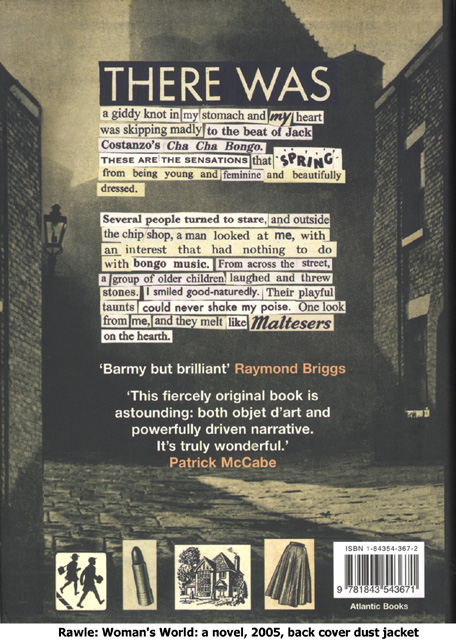 THERE WAS
a giddy knot in my stomach and my heart
was skipping madly to the beat of Jack
Costanzo's Cha Cha Bongo.
THESE ARE THE SENSATIONS that SPRING
from being young and feminine and beautifully
dressed.
Several people turned to stare, and outside
the chip shop, a man looked at me, with
an interest that had nothing to do
with bongo music. From across the street,
a group of older children laughed and threw
stones. I smiled good-naturedly. Their playful
taunts could never shake my poise. One look
from me, and they melt like Maltesers
on the hearth.
'Barmy but brilliant' Raymond Briggs
'This fiercely original book is
astounding: both objet d'art and
powerfully driven narrative.
It's truly wonderful.'
Patrick McCabe
ISBN 1-84354-367-2
9 781843 543671
Atlantic Books
Rawle: Woman's World: a novel, 2005, back cover dust jacket